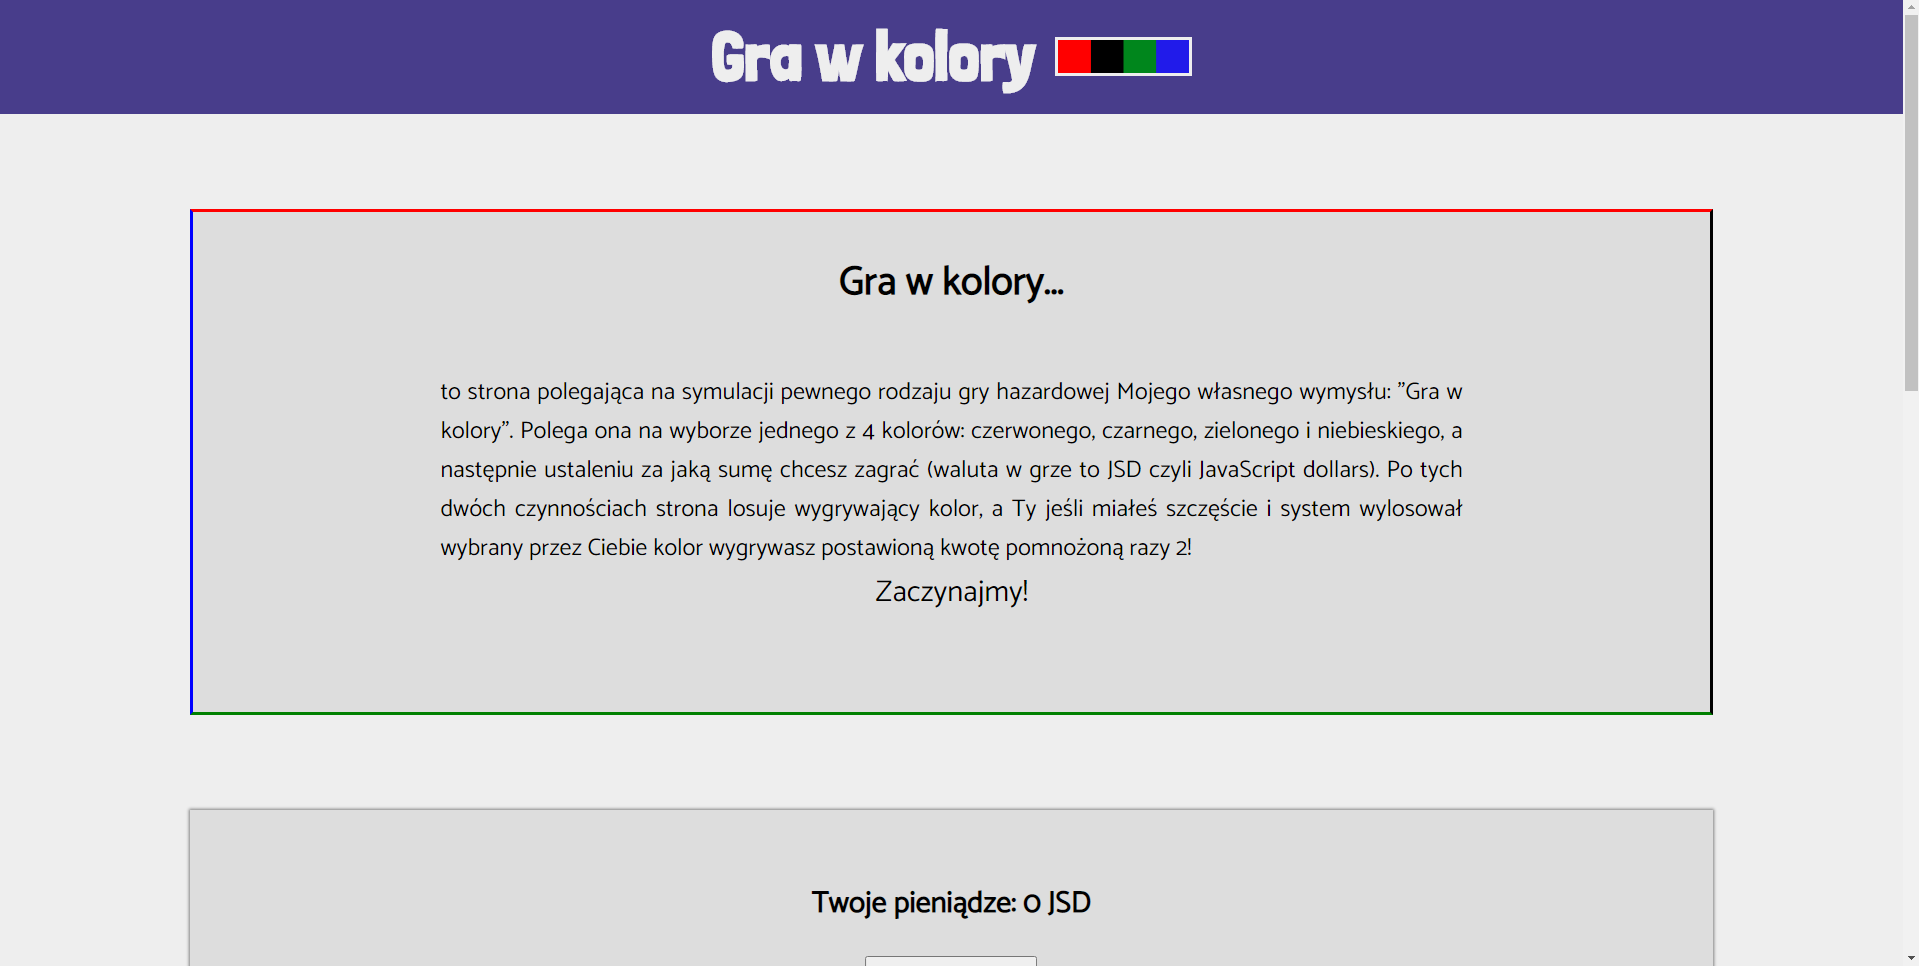 Gra w kolory
Gra w kolory...
to strona polegająca na symulacji pewnego rodzaju gry hazardowej Mojego własnego wymysłu: "Gra w
kolory". Polega ona na wyborze jednego z 4 kolorów: czerwonego, czarnego, zielonego i niebieskiego, a
następnie ustaleniu za jaką sumę chcesz zagrać (waluta w grze to JSD czyli JavaScript dollars). Po tych
dwóch czynnościach strona losuje wygrywający kolor, a Ty jeśli miałeś szczęście i system wylosował
wybrany przez Ciebie kolor wygrywasz postawioną kwotę pomnożoną razy 2!
Zaczynajmy!
Twoje pieniądze: 0 JSD